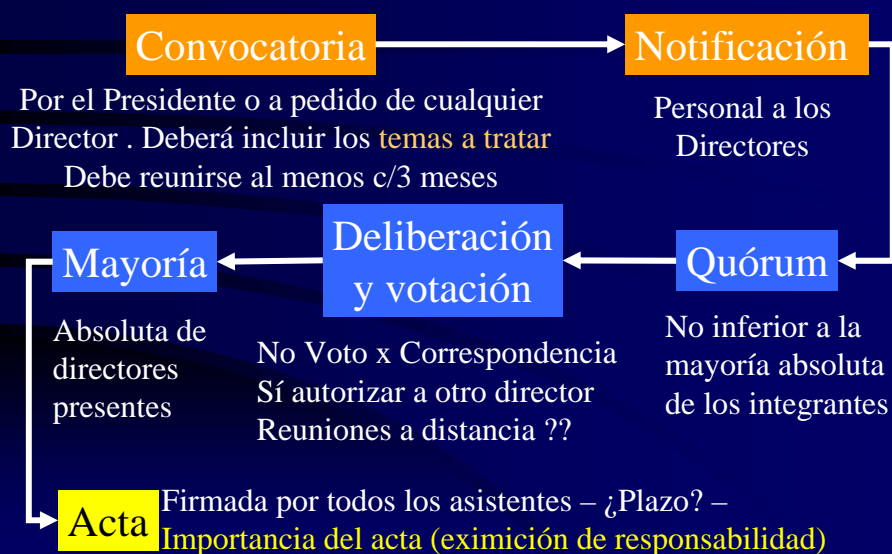 Convocatoria
Notificación
Por el Presidente o a pedido de cualquier
Director . Deberá incluir los temas a tratar
Debe reunirse al menos c/3 meses
Personal a los
Directores
Quórum
No inferior a la
mayoría absoluta
de los integrantes
Deliberación
y votación
No Voto x Correspondencia
Sí autorizar a otro director
Reuniones a distancia ??
Mayoría
Absoluta de
directores
presentes
Acta
Firmada por todos los asistentes – ¿Plazo? –
Importancia del acta (eximición de responsabilidad)